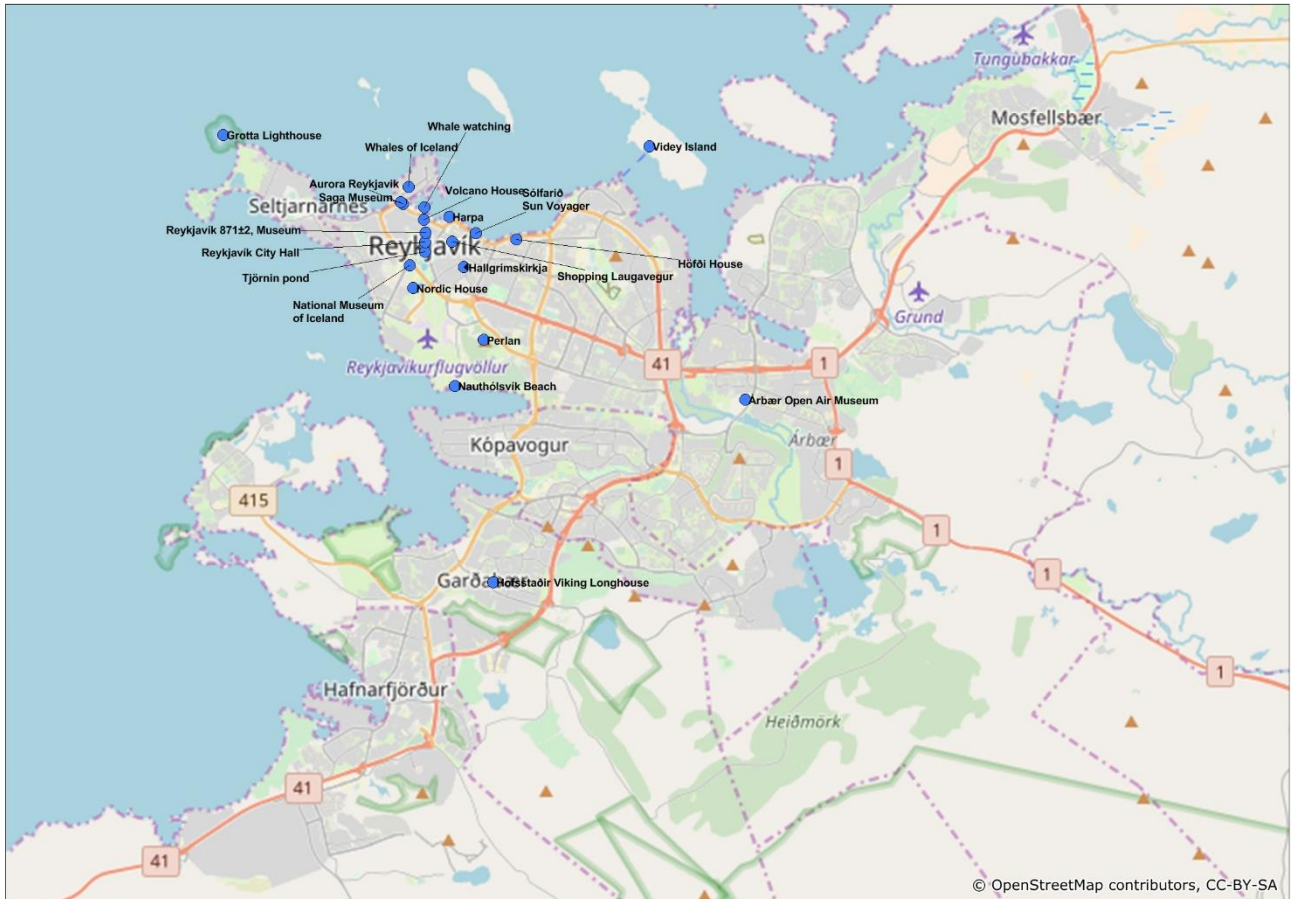 Tungubakkar
Mosfellsbær
Whale watching
Grotta Lighthouse
Whales of Iceland
Videy Island
Aurora Reykjavik
Saga Museum
Volcano House
Sólfarið
Sun Voyager
Seltjarnarnes
Harpa
Reykjavik 871±2, Museum
Reykjavík
Reykjavík City Hall
Höfði House
Hallgrimskirkja
Shopping Laugavegur
Tjörnin pond
Nordic House
National Museum
of Iceland
Grund
Perlan
Reykjavíkurflugvöllur
41
1
Nauthólsvík Beach
Árbær Open Air Museum
Kópavogur
Árbær
1
415
1
1
Garðabær
Hofsstaðir Viking Longhouse
1
Hafnarfjörður
Heiðmörk
41
41
© OpenStreetMap contributors, CC-BY-SA